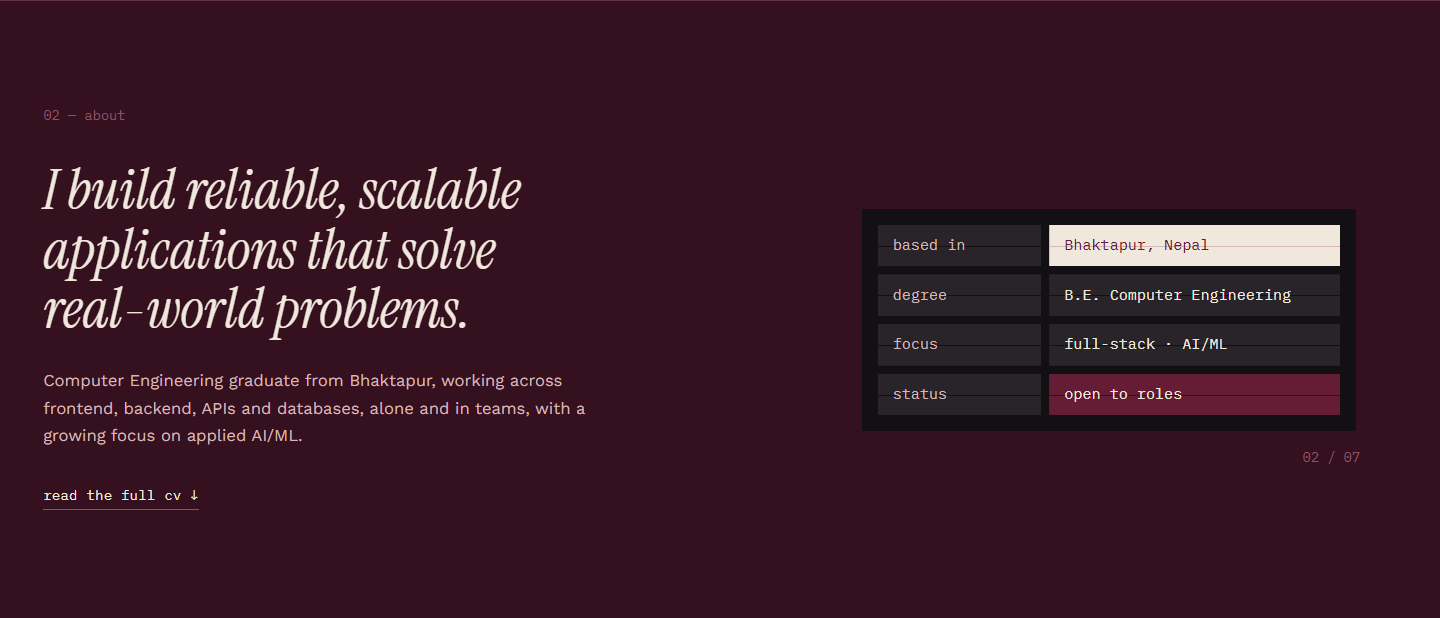 02 — about
I build reliable, scalable
applications that solve
real-world problems.
Computer Engineering graduate from Bhaktapur, working across
frontend, backend, APIs and databases, alone and in teams, with a
growing focus on applied AI/ML.
read the full cv ↓
based in Bhaktapur, Nepal
degree B.E. Computer Engineering
focus full-stack · AI/ML
status open to roles
02 / 07